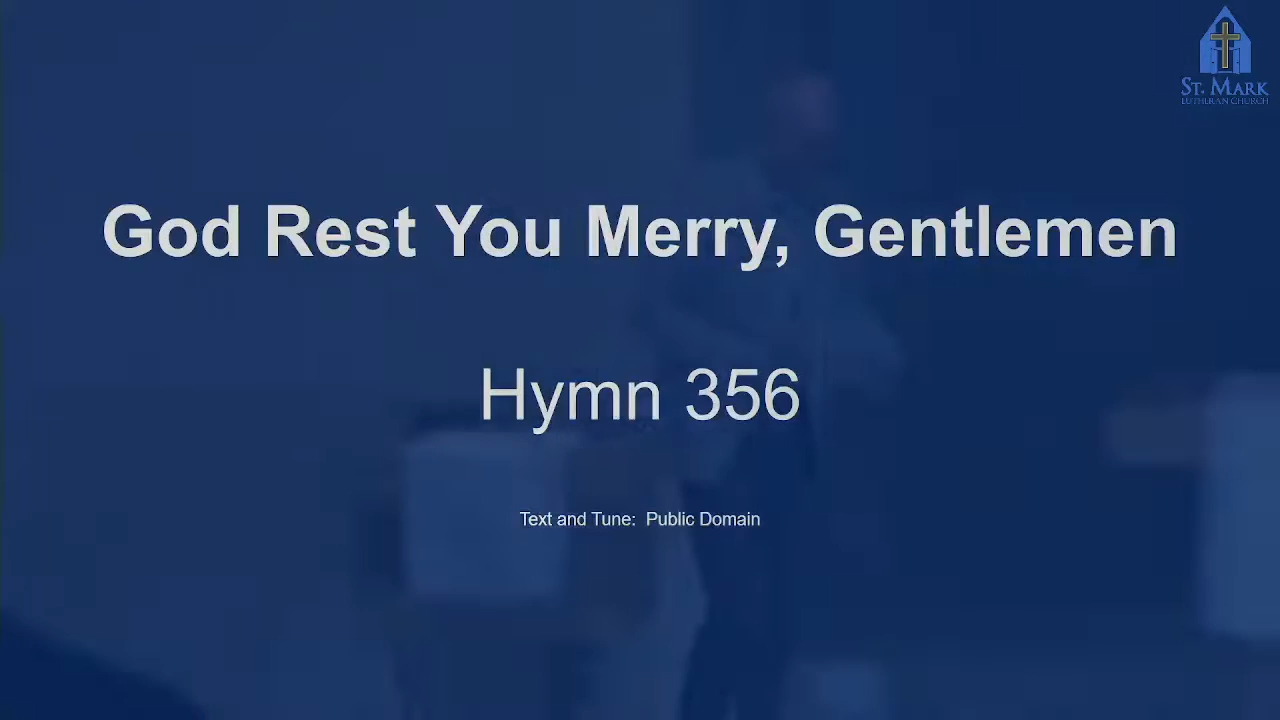 St. Mark
Lutheran Church
God Rest You Merry, Gentlemen
Hymn 356
Text and Tune:  Public Domain